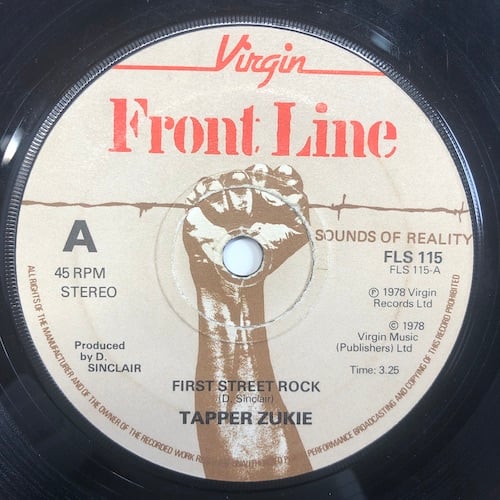 Virgin
Front Line
SOUNDS OF REALITY
A
FLS 115
FLS 115-A
45 RPM
STEREO
℗ 1978 Virgin
Records Ltd
© 1978
Virgin Music
(Publishers) Ltd
Produced
by D.
SINCLAIR
Time: 3.25
FIRST STREET ROCK
(D. Sinclair)
TAPPER ZUKIE
ALL RIGHTS OF THE MANUFACTURER AND OF THE OWNER OF THE RECORDED WORK RESERVED UNAUTHORISED PUBLIC PERFORMANCE BROADCASTING AND COPYING OF THIS RECORD PROHIBITED